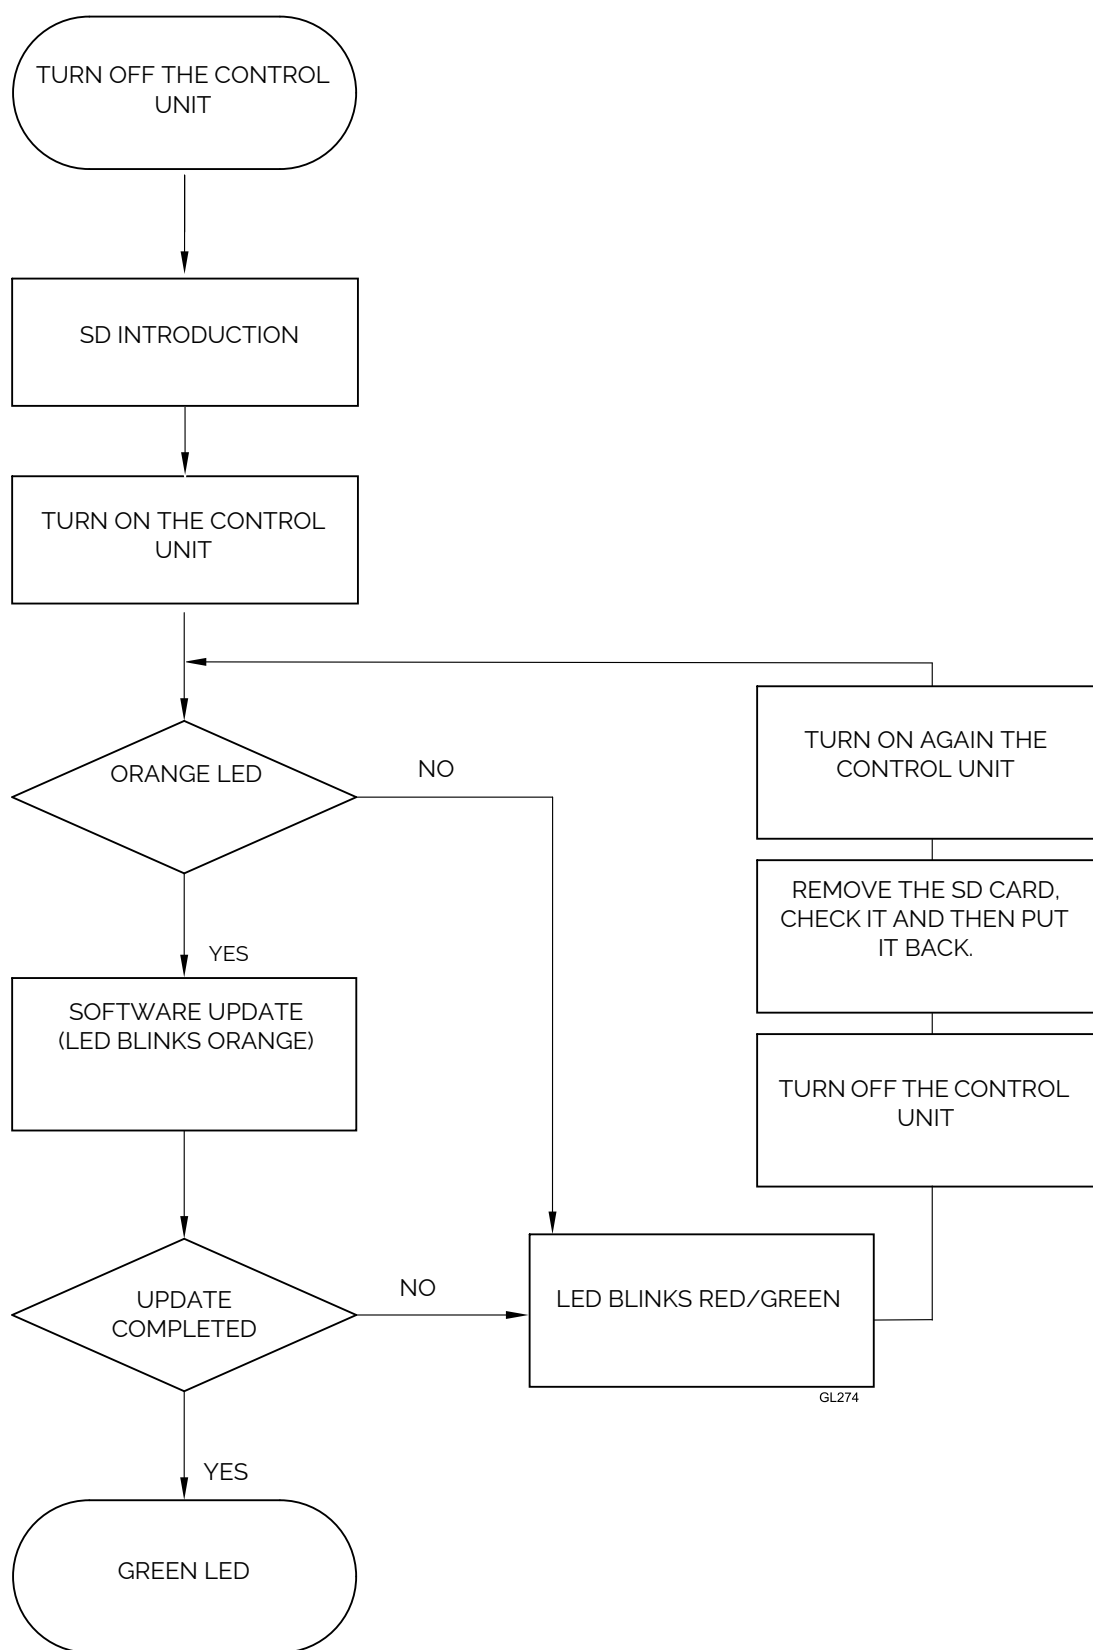 TURN OFF THE CONTROL
UNIT
SD INTRODUCTION
TURN ON THE CONTROL
UNIT
ORANGE LED
NO
YES
SOFTWARE UPDATE
(LED BLINKS ORANGE)
UPDATE
COMPLETED
NO
YES
GREEN LED
LED BLINKS RED/GREEN
GL274
TURN OFF THE CONTROL
UNIT
REMOVE THE SD CARD,
CHECK IT AND THEN PUT
IT BACK.
TURN ON AGAIN THE
CONTROL UNIT